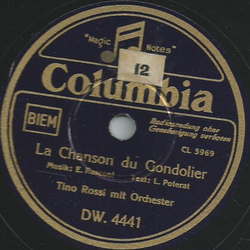 "Magic Notes"
12
Columbia
BIEM
Radiosendung ohne
Genehmigung verboten
CL 5969
La Chanson du Gondolier
Musik: E. Text: L. Poterat
Tino Rossi mit Orchester
DW. 4441